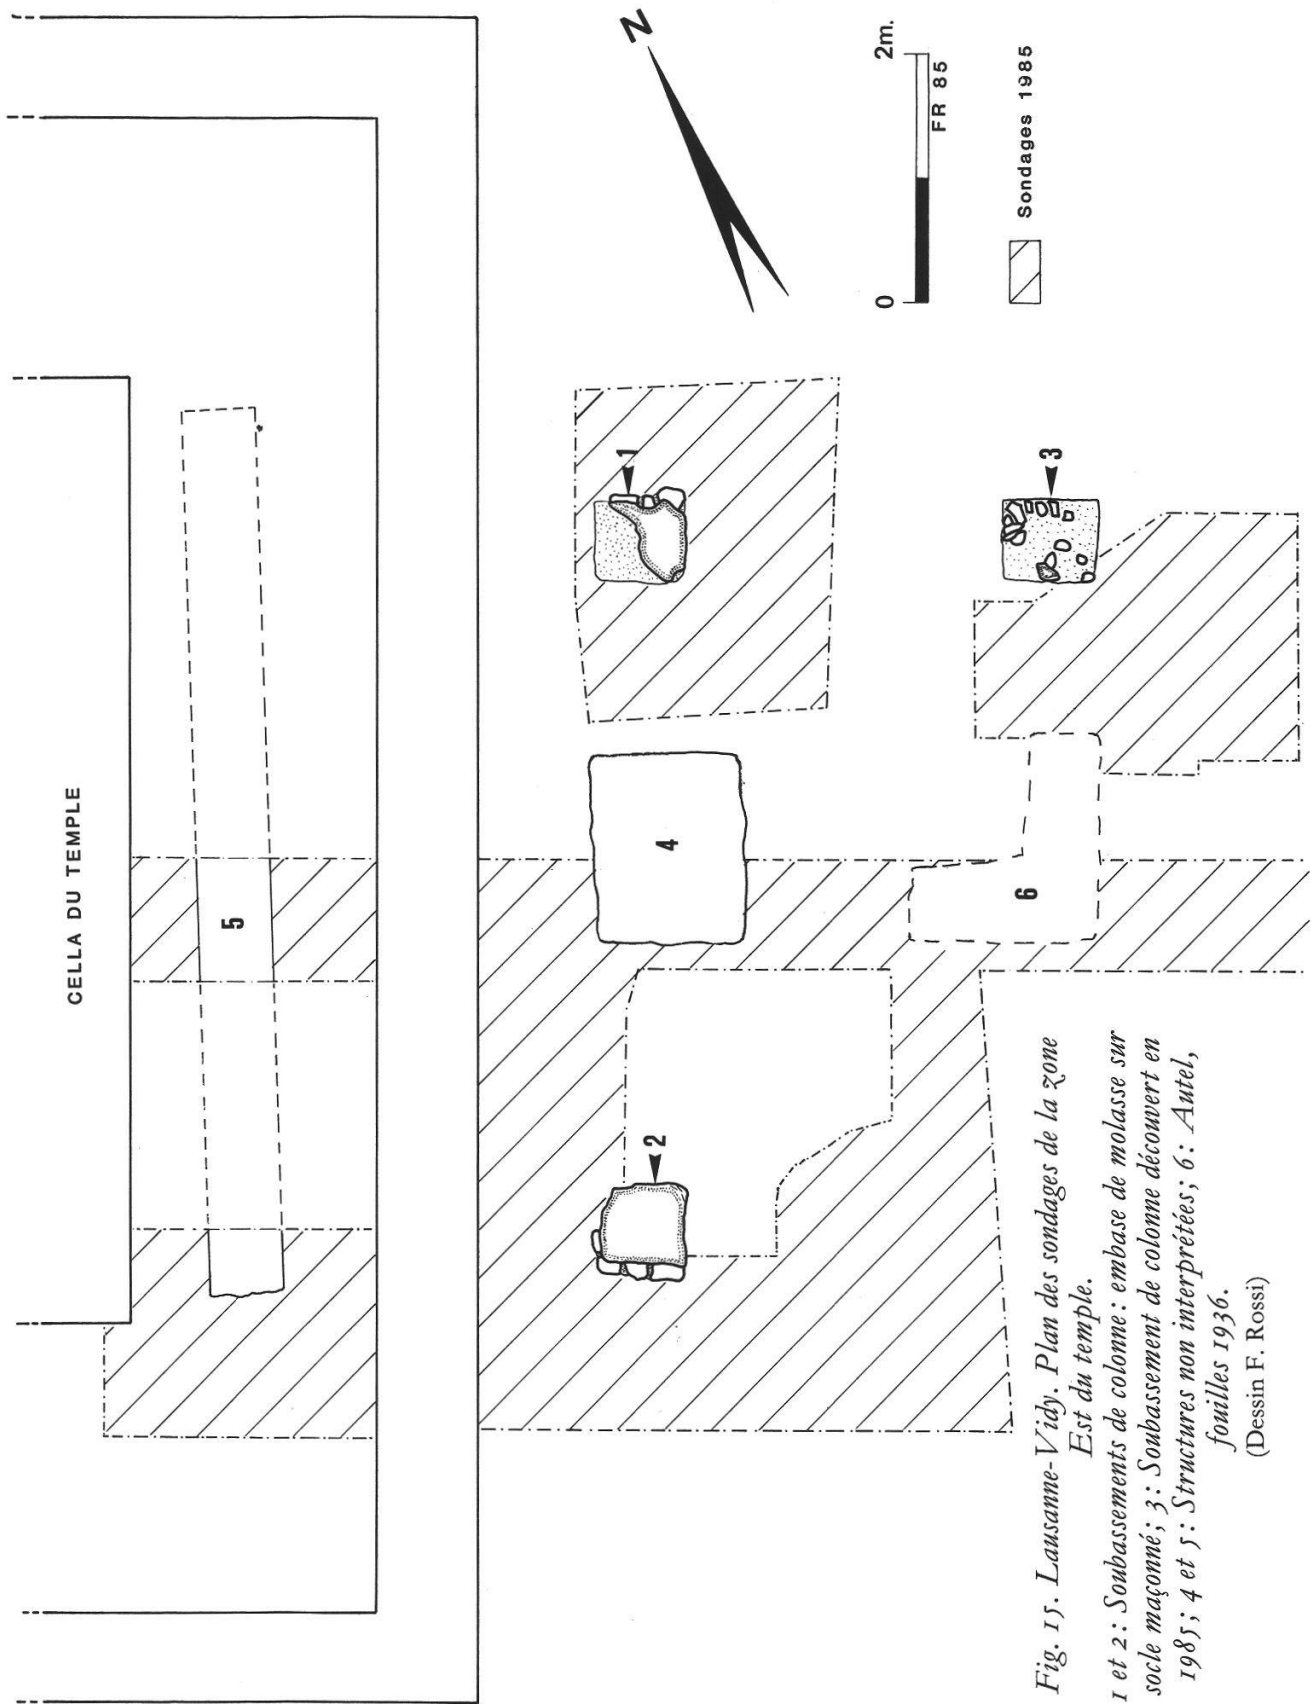 CELLA DU TEMPLE
5
4
6
1
2
3
N
0
2m.
FR 85
Sondages 1985
Fig. 15. Lausanne-Vidy. Plan des sondages de la zone
Est du temple.
1 et 2: Soubassements de colonne: embase de molasse sur
socle maçonné; 3: Soubassement de colonne découvert en
1985; 4 et 5: Structures non interprétées; 6: Autel,
fouilles 1936.
(Dessin F. Rossi)